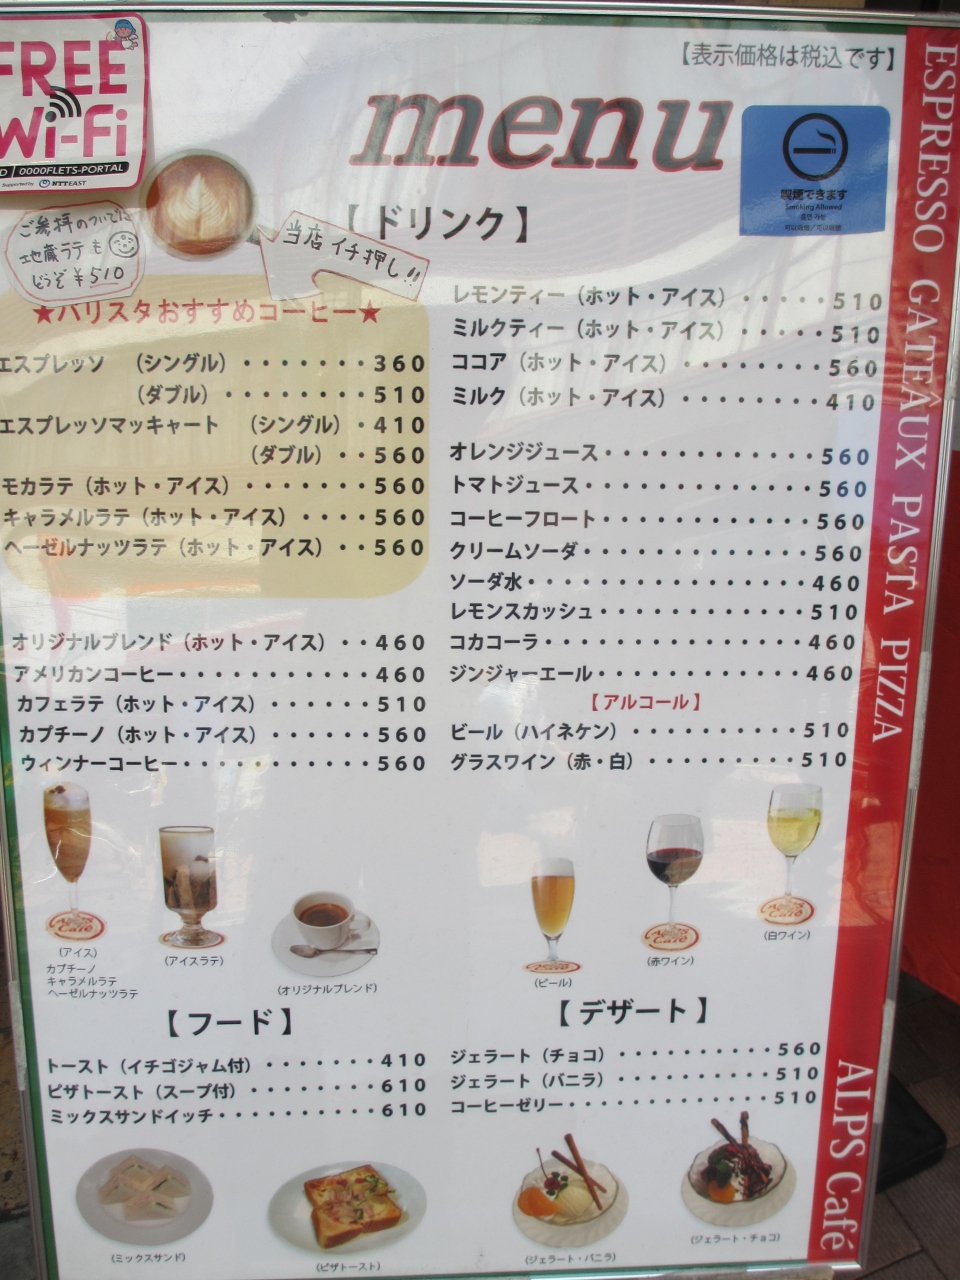 FREE
Wi-Fi
D | 0000FLETS-PORTAL
Supported by NTT EAST
【表示価格は税込です】
menu
喫煙できます
Smoking Allowed
ご参拝のついでに
地蔵ラテも
どうぞ¥510
【ドリンク】
当店イチ押し!!
★バリスタおすすめコーヒー★
エスプレッソ （シングル）・・・・・・・360
（ダブル）・・・・・・・・510
エスプレッソマッキャート （シングル）・410
（ダブル）・・560
モカラテ（ホット・アイス）・・・・・・・560
キャラメルラテ（ホット・アイス）・・・・560
ヘーゼルナッツラテ（ホット・アイス）・・560
オリジナルブレンド（ホット・アイス）・・460
アメリカンコーヒー・・・・・・・・・・・460
カフェラテ（ホット・アイス）・・・・・・510
カプチーノ（ホット・アイス）・・・・・・560
ウィンナーコーヒー・・・・・・・・・・・560
レモンティー（ホット・アイス）・・・・・510
ミルクティー（ホット・アイス）・・・・・510
ココア（ホット・アイス）・・・・・・・・560
ミルク（ホット・アイス）・・・・・・・・410
オレンジジュース・・・・・・・・・・・・560
トマトジュース・・・・・・・・・・・・・560
コーヒーフロート・・・・・・・・・・・・560
クリームソーダ・・・・・・・・・・・・・560
ソーダ水・・・・・・・・・・・・・・・・460
レモンスカッシュ・・・・・・・・・・・・510
コカコーラ・・・・・・・・・・・・・・・460
ジンジャーエール・・・・・・・・・・・・460
【アルコール】
ビール（ハイネケン）・・・・・・・・・・510
グラスワイン（赤・白）・・・・・・・・・510
（アイス）
カプチーノ
キャラメルラテ
ヘーゼルナッツラテ
（アイスラテ）
（オリジナルブレンド）
（ビール）
（赤ワイン）
（白ワイン）
【フード】
トースト（イチゴジャム付）・・・・・・410
ピザトースト（スープ付）・・・・・・・・610
ミックスサンドイッチ・・・・・・・・・・610
（ミックスサンド）
（ピザトースト）
【デザート】
ジェラート（チョコ）・・・・・・・・・・560
ジェラート（バニラ）・・・・・・・・・・510
コーヒーゼリー・・・・・・・・・・・・・510
（ジェラート・バニラ）
（ジェラート・チョコ）
ESPRESSO GATEAUX PASTA PIZZA
ALPS Café